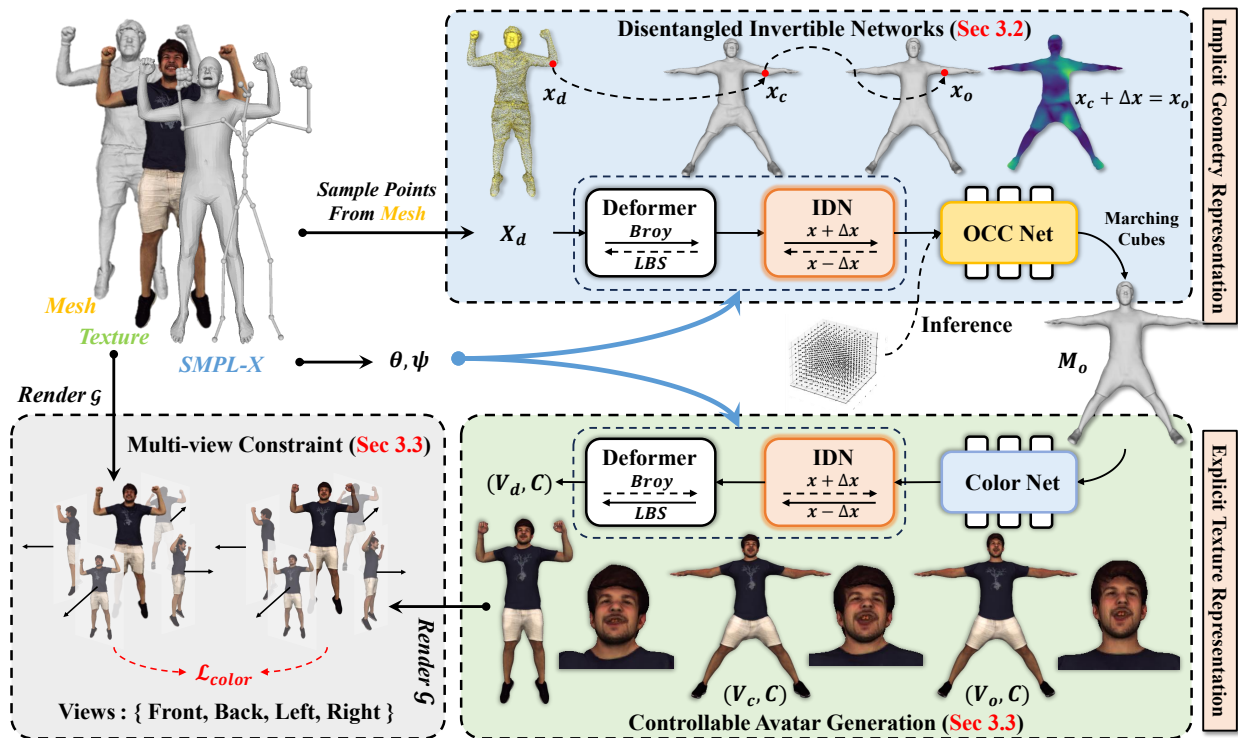 Disentangled Invertible Networks (Sec 3.2)
x_d
x_c
x_o
x_c + Δx = x_o
Implicit Geometry Representation
Sample Points
From Mesh
X_d
Deformer
Broy
LBS
IDN
x + Δx
x − Δx
OCC Net
Marching
Cubes
Inference
M_o
Mesh
Texture
SMPL-X
θ, ψ
Render 𝒢
Multi-view Constraint (Sec 3.3)
ℒ_color
Views : { Front, Back, Left, Right }
Render 𝒢
(V_d, C)
Deformer
Broy
LBS
IDN
x + Δx
x − Δx
Color Net
(V_c, C)
(V_o, C)
Controllable Avatar Generation (Sec 3.3)
Explicit Texture Representation